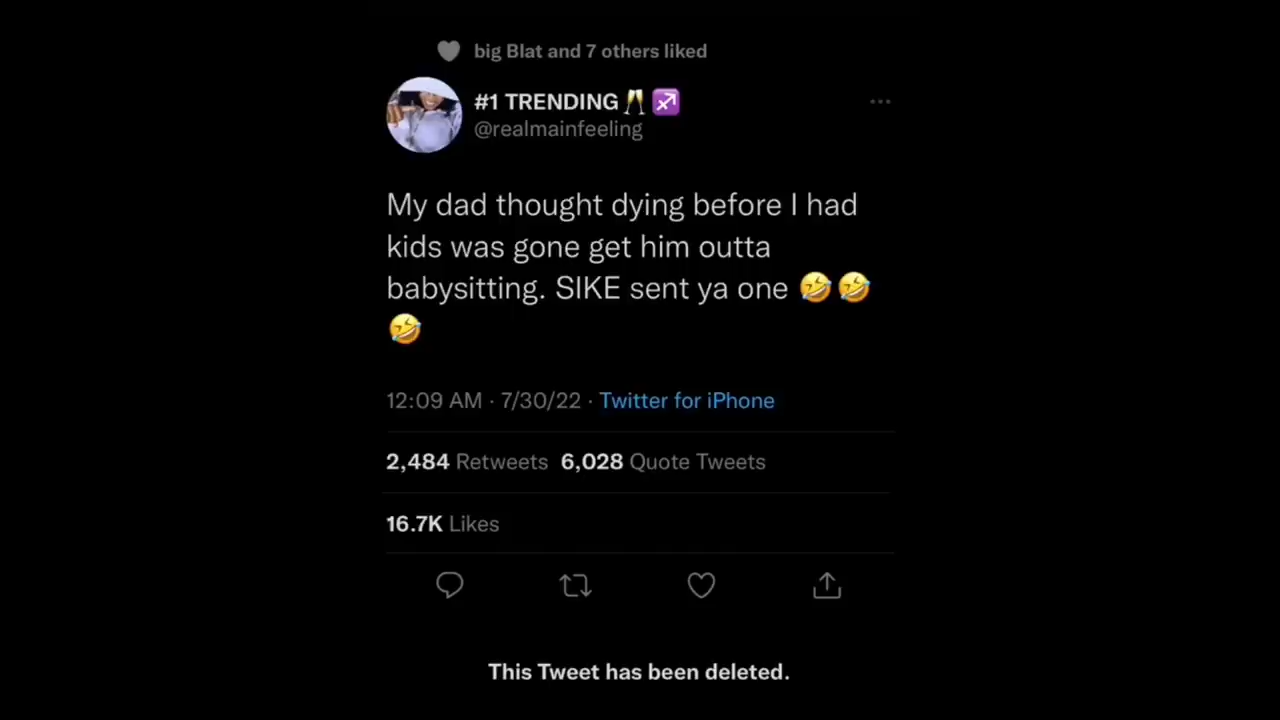 big Blat and 7 others liked
#1 TRENDING🥂♐
@realmainfeeling
My dad thought dying before I had
kids was gone get him outta
babysitting. SIKE sent ya one 🤣🤣
🤣
12:09 AM · 7/30/22 · Twitter for iPhone
2,484 Retweets 6,028 Quote Tweets
16.7K Likes
This Tweet has been deleted.